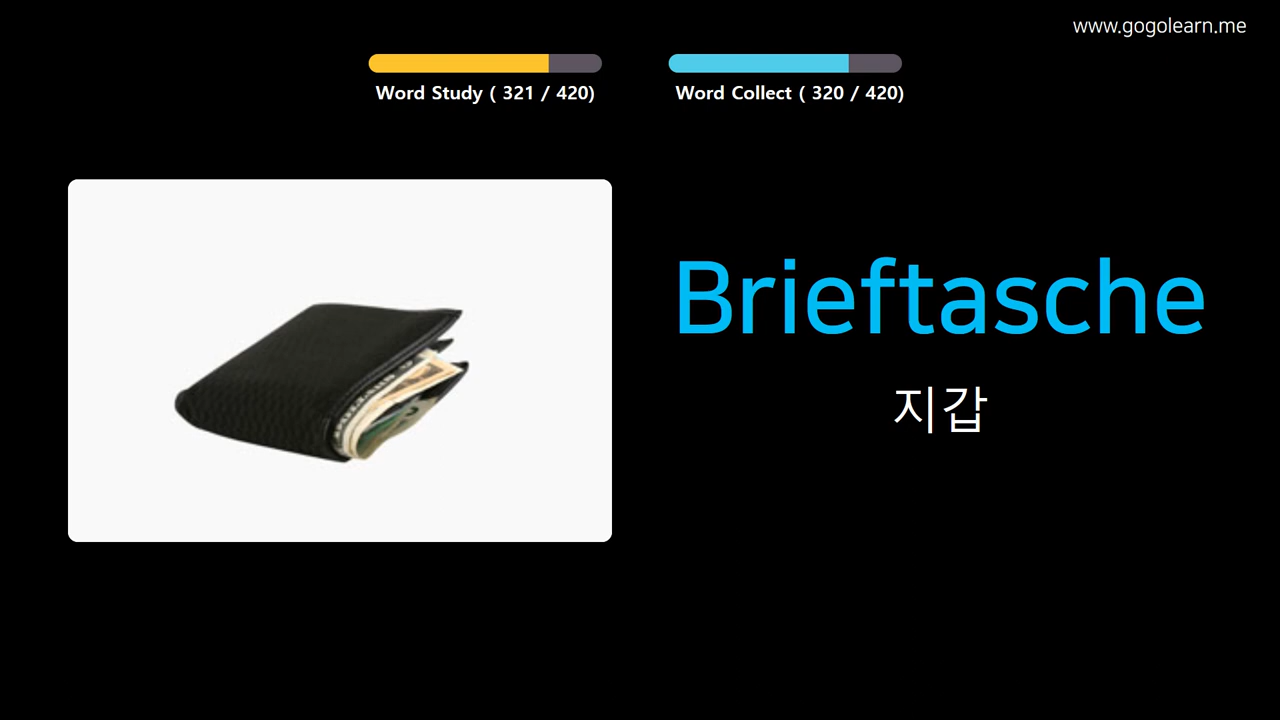 www.gogolearn.me
Word Study ( 321 / 420)
Word Collect ( 320 / 420)
Brieftasche
지갑